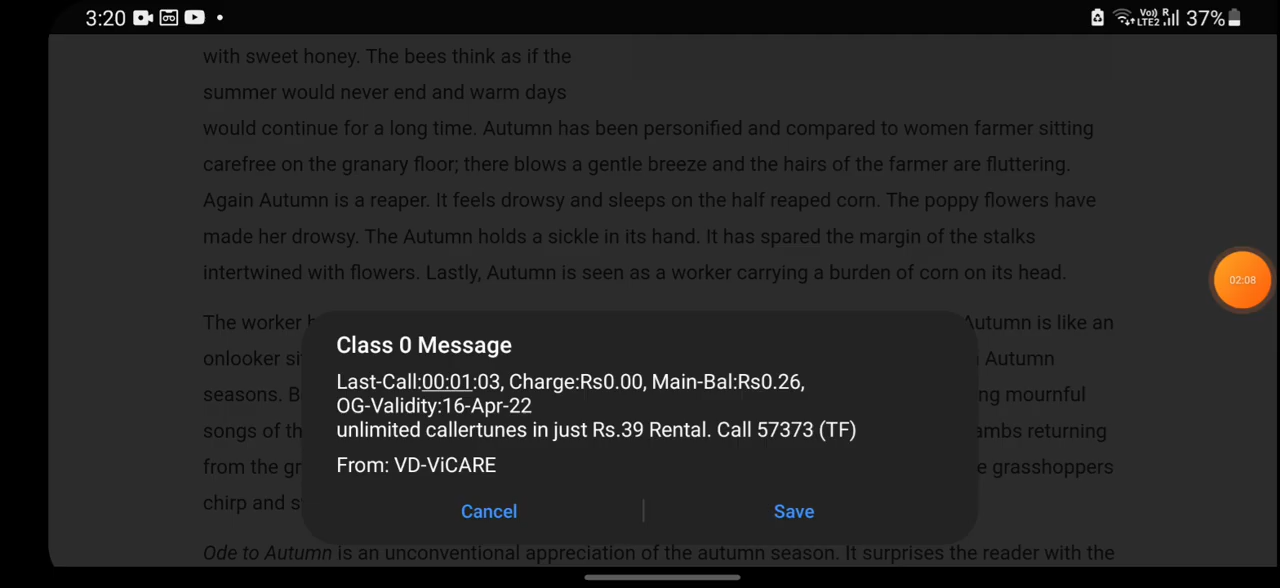 3:20
Vo)) R
LTE2
37%
with sweet honey. The bees think as if the
summer would never end and warm days
would continue for a long time. Autumn has been personified and compared to women farmer sitting
carefree on the granary floor; there blows a gentle breeze and the hairs of the farmer are fluttering.
Again Autumn is a reaper. It feels drowsy and sleeps on the half reaped corn. The poppy flowers have
made her drowsy. The Autumn holds a sickle in its hand. It has spared the margin of the stalks
intertwined with flowers. Lastly, Autumn is seen as a worker carrying a burden of corn on its head.
02:08
The worker Autumn is like an
onlooker Autumn
seasons. mournful
songs of returning
from the grasshoppers
chirp and
Class 0 Message
Last-Call:00:01:03, Charge:Rs0.00, Main-Bal:Rs0.26,
OG-Validity:16-Apr-22
unlimited callertunes in just Rs.39 Rental. Call 57373 (TF)
From: VD-ViCARE
Cancel | Save
Ode to Autumn is an unconventional appreciation of the autumn season. It surprises the reader with the